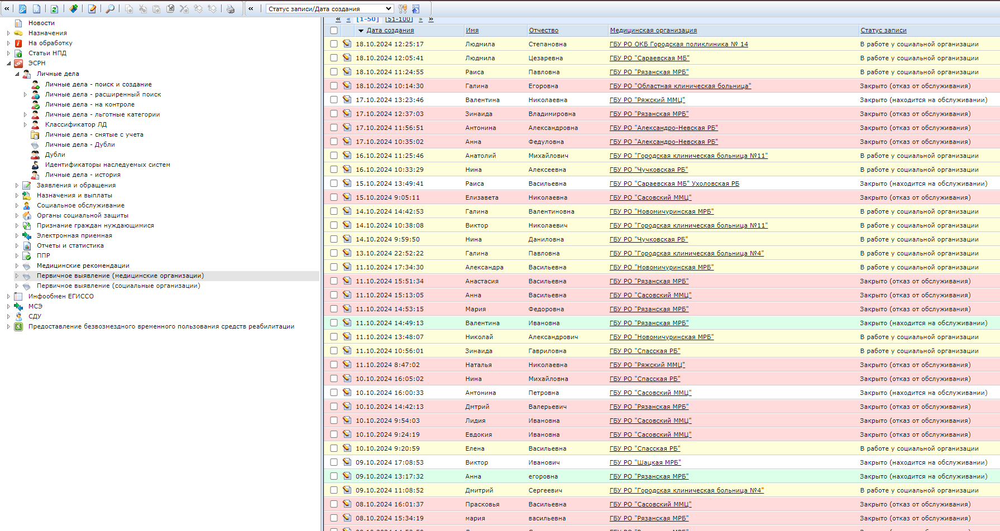 «
« Статус записи/Дата создания
Новости
Назначения
На обработку
Статьи НПД
ЭСРН
Личные дела
Личные дела - поиск и создание
Личные дела - расширенный поиск
Личные дела - на контроле
Личные дела - льготные категории
Классификатор ЛД
Личные дела - снятые с учета
Личные дела - Дубли
Дубли
Идентификаторы наследуемых систем
Личные дела - история
Заявления и обращения
Назначения и выплаты
Социальное обслуживание
Органы социальной защиты
Признание граждан нуждающимися
Электронная приемная
Отчеты и статистика
ППР
Медицинские рекомендации
Первичное выявление (медицинские организации)
Первичное выявление (социальные организации)
Инфообмен ЕГИССО
МСЭ
СДУ
Предоставление безвозмездного временного пользования средств реабилитации
« « [1-50] [51-100] » »
Дата создания Имя Отчество Медицинская организация Статус записи
18.10.2024 12:25:17 Людмила Степановна ГБУ РО ОКБ Городская поликлиника № 14 В работе у социальной организации
18.10.2024 12:05:41 Людмила Цезаревна ГБУ РО "Сараевская МБ" В работе у социальной организации
18.10.2024 11:24:55 Раиса Павловна ГБУ РО "Рязанская МРБ" В работе у социальной организации
18.10.2024 10:14:30 Галина Егоровна ГБУ РО "Областная клиническая больница" Закрыто (отказ от обслуживания)
17.10.2024 13:23:46 Валентина Николаевна ГБУ РО "Ряжский ММЦ" Закрыто (находится на обслуживании)
17.10.2024 12:37:03 Зинаида Владимировна ГБУ РО "Рязанская МРБ" Закрыто (отказ от обслуживания)
17.10.2024 11:56:51 Антонина Александровна ГБУ РО "Александро-Невская РБ" Закрыто (отказ от обслуживания)
17.10.2024 10:35:02 Анна Федуловна ГБУ РО "Александро-Невская РБ" Закрыто (отказ от обслуживания)
16.10.2024 11:25:46 Анатолий Михайлович ГБУ РО "Городская клиническая больница №11" В работе у социальной организации
16.10.2024 10:33:29 Нина Алексеевна ГБУ РО "Чучковская РБ" В работе у социальной организации
15.10.2024 13:49:41 Раиса Васильевна ГБУ РО "Сараевская МБ" Ухоловская РБ Закрыто (находится на обслуживании)
15.10.2024 9:05:11 Елизавета Николаевна ГБУ РО "Сасовский ММЦ" Закрыто (отказ от обслуживания)
14.10.2024 14:42:53 Галина Валентиновна ГБУ РО "Новомичуринская МРБ" В работе у социальной организации
14.10.2024 10:38:08 Виктор Николаевич ГБУ РО "Городская клиническая больница №11" В работе у социальной организации
14.10.2024 9:59:50 Нина Даниловна ГБУ РО "Чучковская РБ" В работе у социальной организации
13.10.2024 22:52:22 Галина Павловна ГБУ РО "Городская клиническая больница №4" В работе у социальной организации
11.10.2024 17:34:30 Александра Васильевна ГБУ РО "Новомичуринская МРБ" В работе у социальной организации
11.10.2024 15:51:34 Анастасия Васильевна ГБУ РО "Рязанская МРБ" Закрыто (отказ от обслуживания)
11.10.2024 15:13:05 Анна Васильевна ГБУ РО "Сасовский ММЦ" Закрыто (отказ от обслуживания)
11.10.2024 14:53:15 Мария Федоровна ГБУ РО "Рязанская МРБ" Закрыто (отказ от обслуживания)
11.10.2024 14:49:13 Валентина Ивановна ГБУ РО "Рязанская МРБ" Закрыто (находится на обслуживании)
11.10.2024 13:48:07 Николай Александрович ГБУ РО "Новомичуринская МРБ" В работе у социальной организации
11.10.2024 10:56:01 Зинаида Гавриловна ГБУ РО "Спасская РБ" В работе у социальной организации
11.10.2024 8:47:02 Наталья Николаевна ГБУ РО "Ряжский ММЦ" Закрыто (отказ от обслуживания)
10.10.2024 16:05:02 Нина Михайловна ГБУ РО "Спасская РБ" Закрыто (отказ от обслуживания)
10.10.2024 16:00:33 Антонина Петровна ГБУ РО "Сасовский ММЦ" Закрыто (находится на обслуживании)
10.10.2024 14:42:13 Дмтрий Валерьевич ГБУ РО "Рязанская МРБ" Закрыто (отказ от обслуживания)
10.10.2024 9:54:03 Лидия Ивановна ГБУ РО "Сасовский ММЦ" Закрыто (отказ от обслуживания)
10.10.2024 9:24:19 Евдокия Ивановна ГБУ РО "Сасовский ММЦ" Закрыто (отказ от обслуживания)
10.10.2024 9:20:59 Елена Васильевна ГБУ РО "Спасская РБ" В работе у социальной организации
09.10.2024 17:08:53 Виктор Иванович ГБУ РО "Шацкая МРБ" Закрыто (находится на обслуживании)
09.10.2024 13:17:32 Анна егоровна ГБУ РО "Рязанская МРБ" Закрыто (находится на обслуживании)
09.10.2024 11:08:52 Дмитрий Сергеевич ГБУ РО "Городская клиническая больница №4" В работе у социальной организации
08.10.2024 16:01:37 Прасковья Васильевна ГБУ РО "Сасовский ММЦ" Закрыто (отказ от обслуживания)
08.10.2024 15:34:19 мария васильевна ГБУ РО "Рязанская МРБ" Закрыто (отказ от обслуживания)